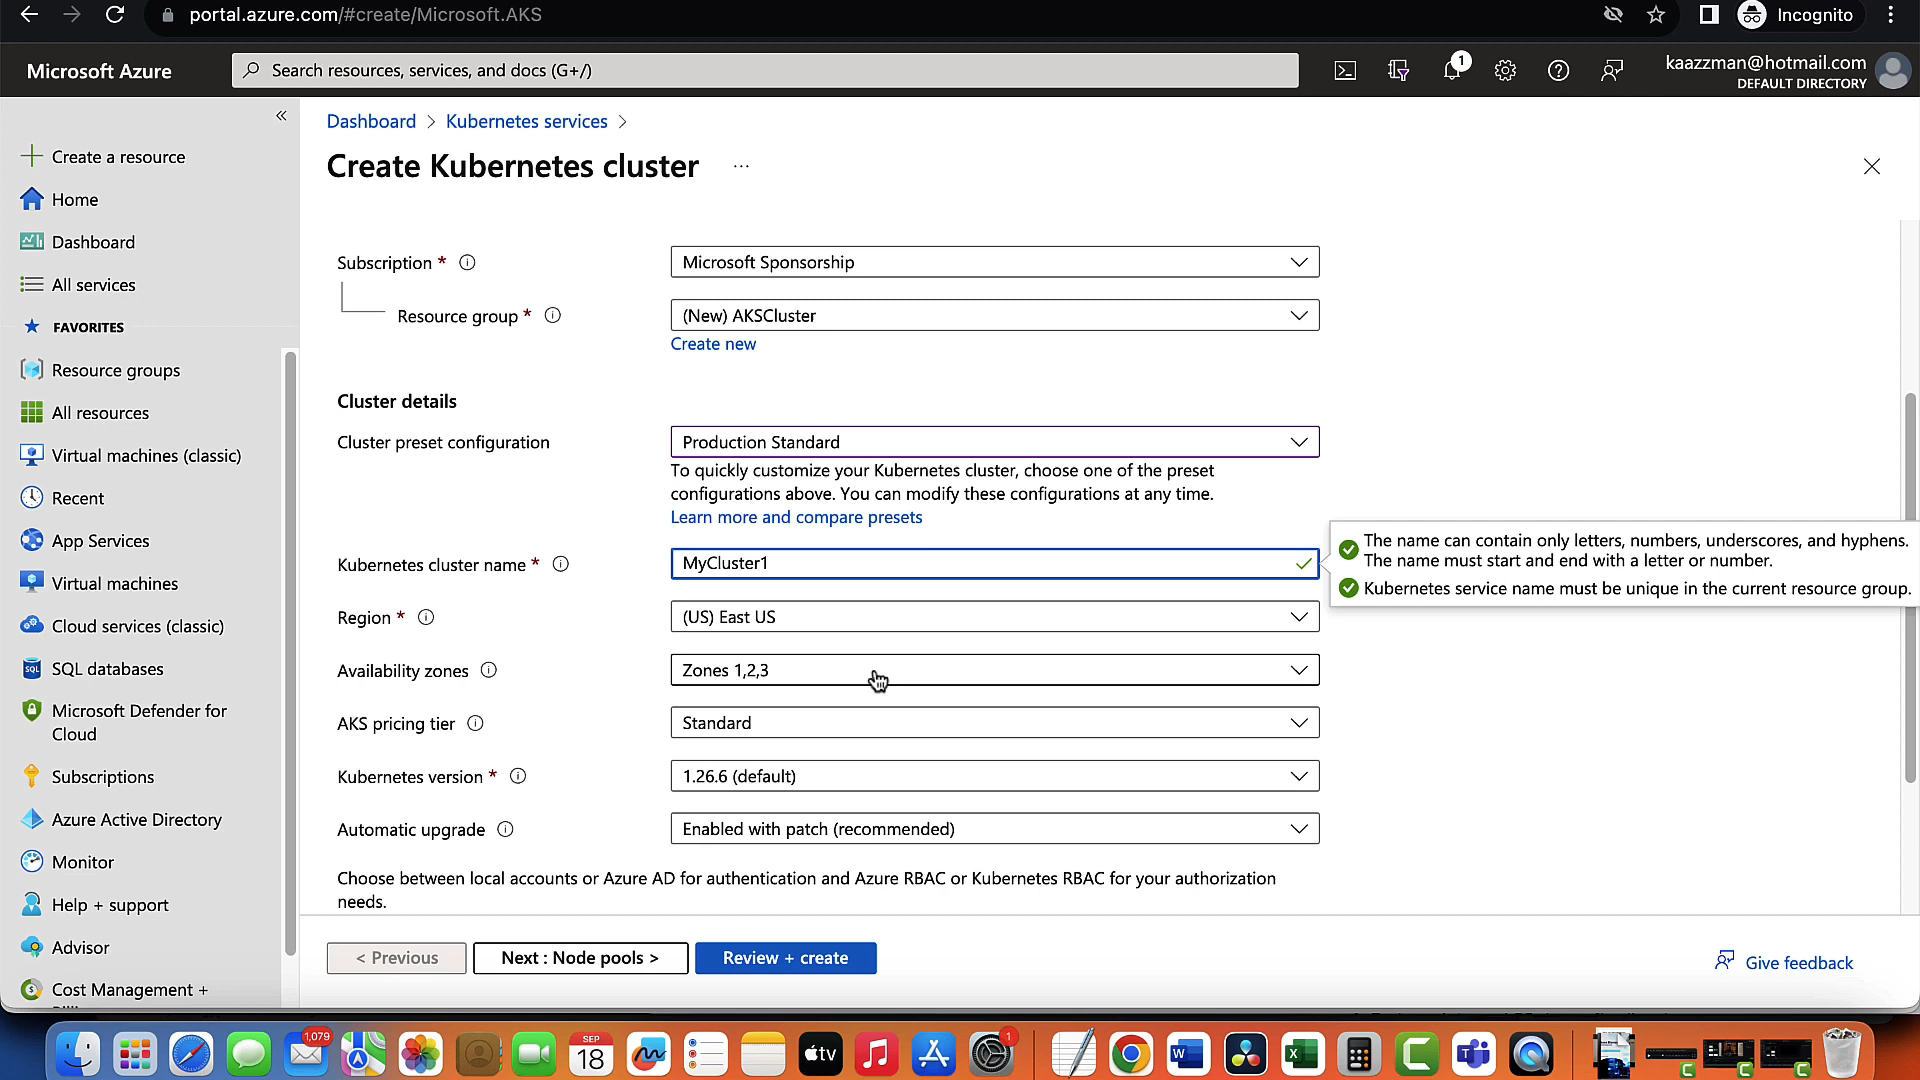 portal.azure.com/#create/Microsoft.AKS
Incognito
Microsoft Azure
Search resources, services, and docs (G+/)
1
kaazzman@hotmail.com
DEFAULT DIRECTORY
«
Create a resource
Home
Dashboard
All services
FAVORITES
Resource groups
All resources
Virtual machines (classic)
Recent
App Services
Virtual machines
Cloud services (classic)
SQL databases
Microsoft Defender for
Cloud
Subscriptions
Azure Active Directory
Monitor
Help + support
Advisor
Cost Management +
Dashboard > Kubernetes services >
Create Kubernetes cluster ...
Subscription *
Microsoft Sponsorship
Resource group *
(New) AKSCluster
Create new
Cluster details
Cluster preset configuration
Production Standard
To quickly customize your Kubernetes cluster, choose one of the preset
configurations above. You can modify these configurations at any time.
Learn more and compare presets
Kubernetes cluster name *
MyCluster1
The name can contain only letters, numbers, underscores, and hyphens.
The name must start and end with a letter or number.
Kubernetes service name must be unique in the current resource group.
Region *
(US) East US
Availability zones
Zones 1,2,3
AKS pricing tier
Standard
Kubernetes version *
1.26.6 (default)
Automatic upgrade
Enabled with patch (recommended)
Choose between local accounts or Azure AD for authentication and Azure RBAC or Kubernetes RBAC for your authorization
needs.
< Previous
Next : Node pools >
Review + create
Give feedback
1,079
SEP
18
tv
1